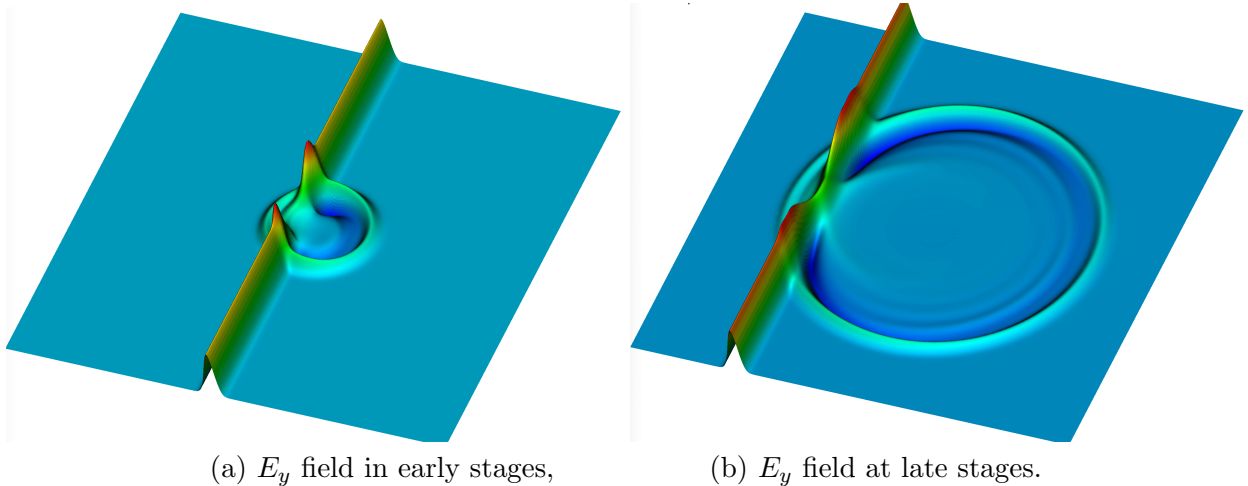 (a) E_y field in early stages,
(b) E_y field at late stages.